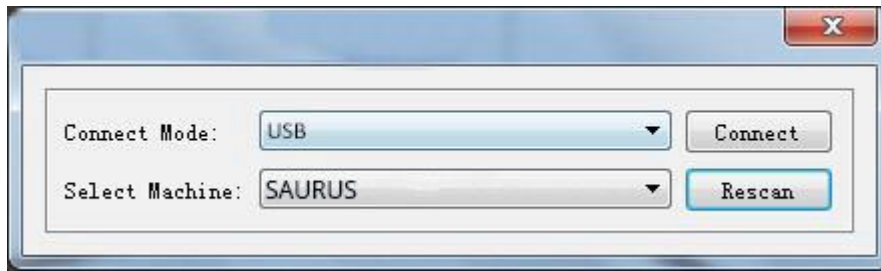 Connect Mode: USB Connect
Select Machine: SAURUS Rescan